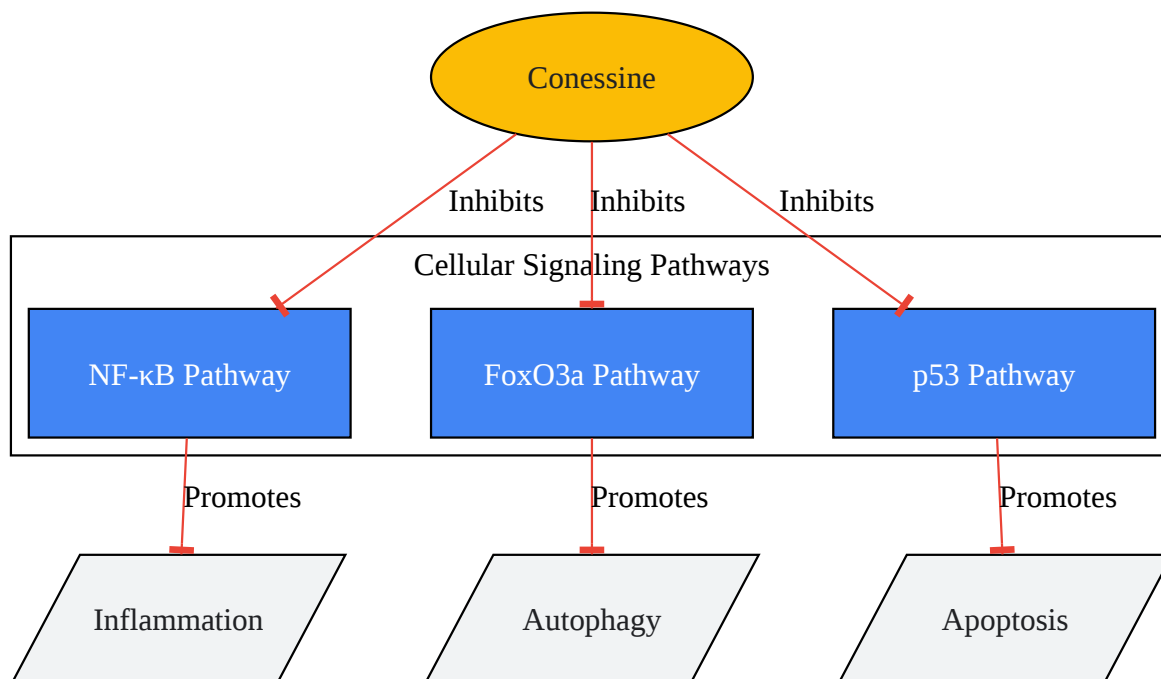 Conessine
Inhibits Inhibits Inhibits
Cellular Signaling Pathways
NF-κB Pathway FoxO3a Pathway p53 Pathway
Promotes Promotes Promotes
Inflammation Autophagy Apoptosis